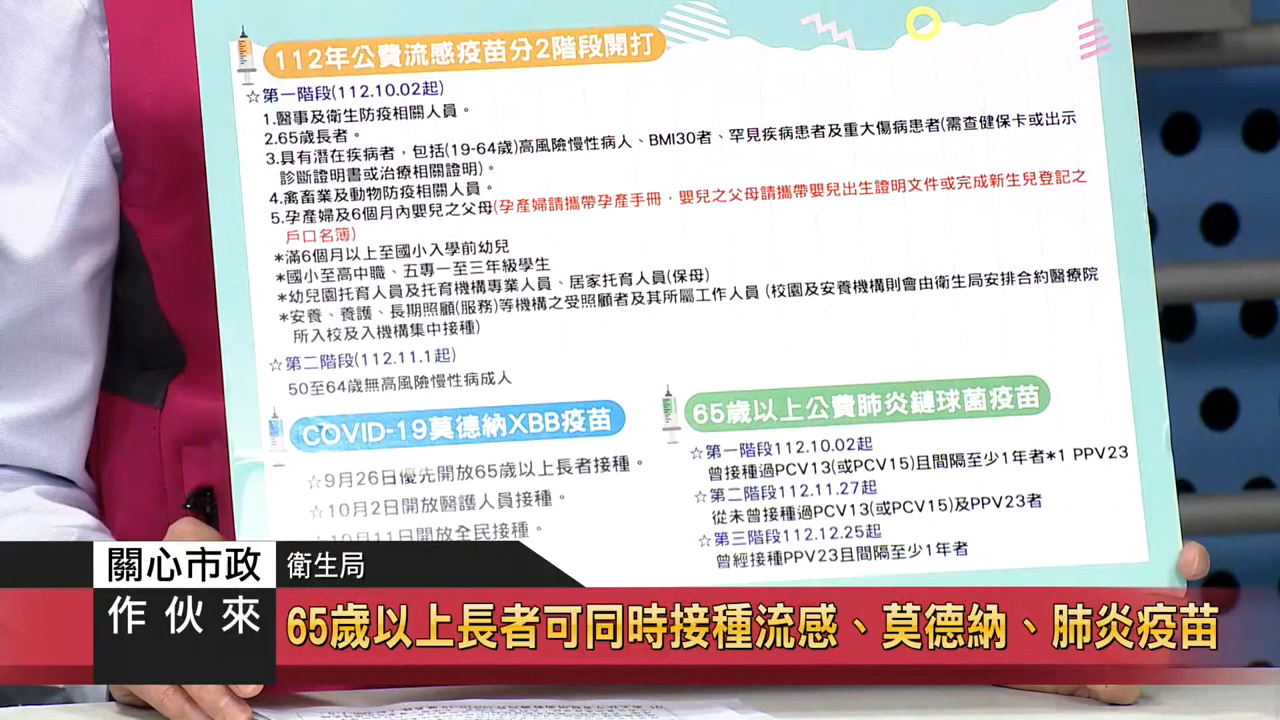 112年公費流感疫苗分2階段開打
☆第一階段(112.10.02起)
1.醫事及衛生防疫相關人員。
2.65歲長者。
3.具有潛在疾病者，包括(19-64歲)高風險慢性病人、BMI30者、罕見疾病患者及重大傷病患者(需查健保卡或出示
診斷證明書或治療相關證明)。
4.禽畜業及動物防疫相關人員。
5.孕產婦及6個月內嬰兒之父母(孕產婦請攜帶孕產手冊，嬰兒之父母請攜帶嬰兒出生證明文件或完成新生兒登記之
戶口名簿)
*滿6個月以上至國小入學前幼兒
*國小至高中職、五專一至三年級學生
*幼兒園托育人員及托育機構專業人員、居家托育人員(保母)
*安養、養護、長期照顧(服務)等機構之受照顧者及其所屬工作人員 (校園及安養機構則會由衛生局安排合約醫療院
所入校及入機構集中接種)
☆第二階段(112.11.1起)
50至64歲無高風險慢性病成人
COVID-19莫德納XBB疫苗
☆9月26日優先開放65歲以上長者接種。
☆10月2日開放醫護人員接種。
☆10月11日開放全民接種。
65歲以上公費肺炎鏈球菌疫苗
☆第一階段112.10.02起
曾接種過PCV13(或PCV15)且間隔至少1年者*1 PPV23
☆第二階段112.11.27起
從未曾接種過PCV13(或PCV15)及PPV23者
☆第三階段112.12.25起
曾經接種PPV23且間隔至少1年者
關心市政
作伙來
衛生局
65歲以上長者可同時接種流感、莫德納、肺炎疫苗